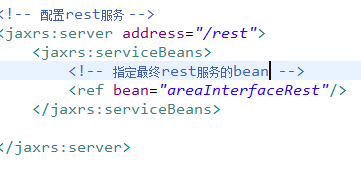 <!-- 配置rest服务 -->
<jaxrs:server address="/rest">
<jaxrs:serviceBeans>
<!-- 指定最终rest服务的bean -->
<ref bean="areaInterfaceRest"/>
</jaxrs:serviceBeans>
</jaxrs:server>